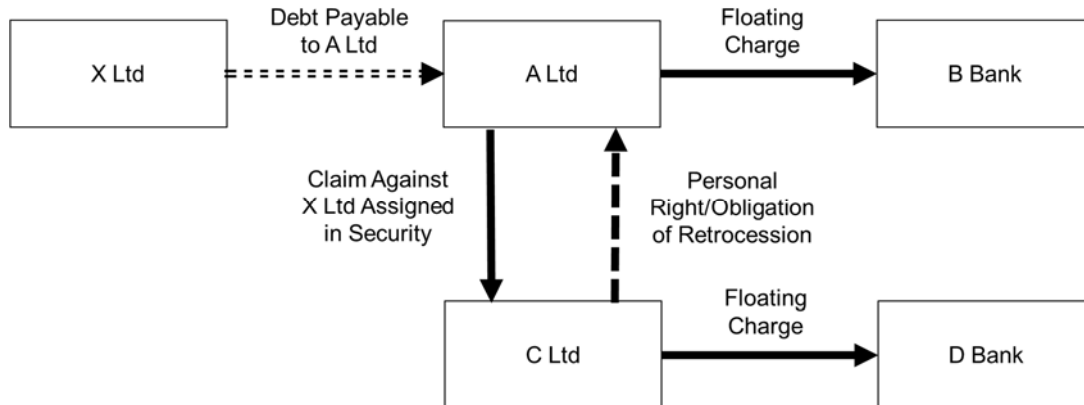 Debt Payable
to A Ltd
Floating
Charge
X Ltd
A Ltd
B Bank
Claim Against
X Ltd Assigned
in Security
Personal
Right/Obligation
of Retrocession
Floating
Charge
C Ltd
D Bank